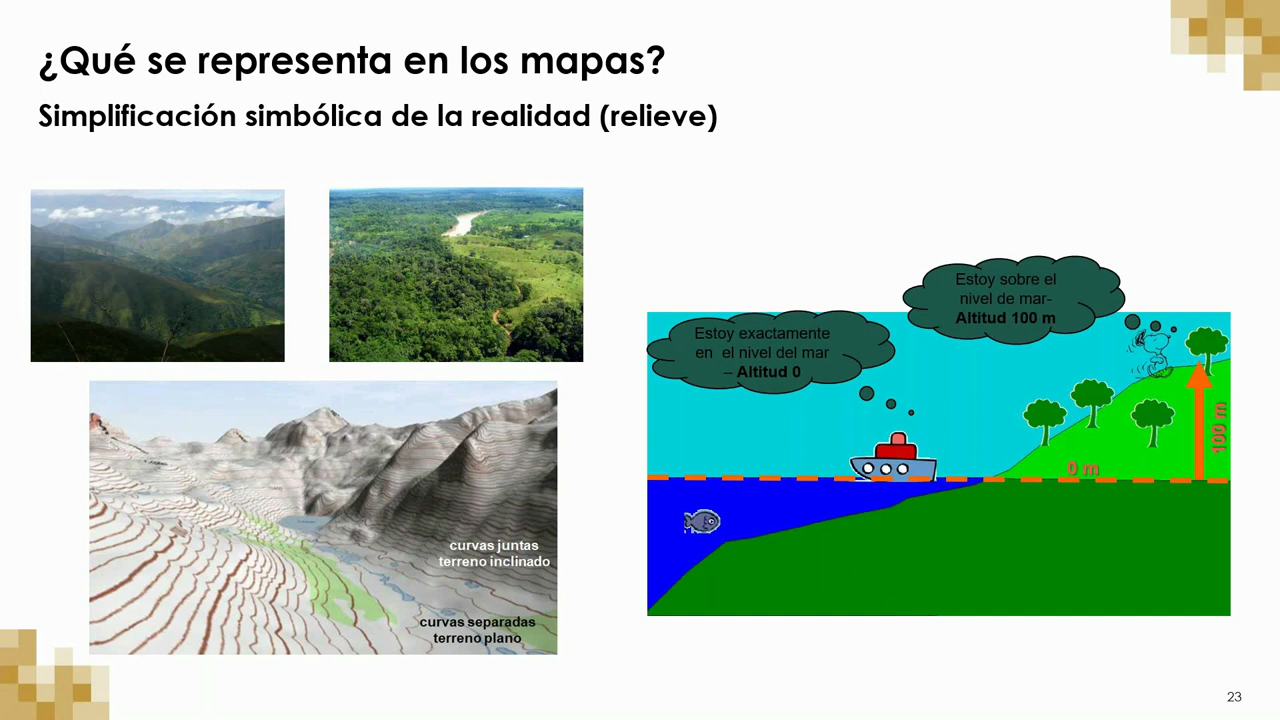 ¿Qué se representa en los mapas?
Simplificación simbólica de la realidad (relieve)
curvas juntas
terreno inclinado
curvas separadas
terreno plano
Estoy exactamente
en el nivel del mar
– Altitud 0
Estoy sobre el
nivel de mar-
Altitud 100 m
0 m
100 m
23